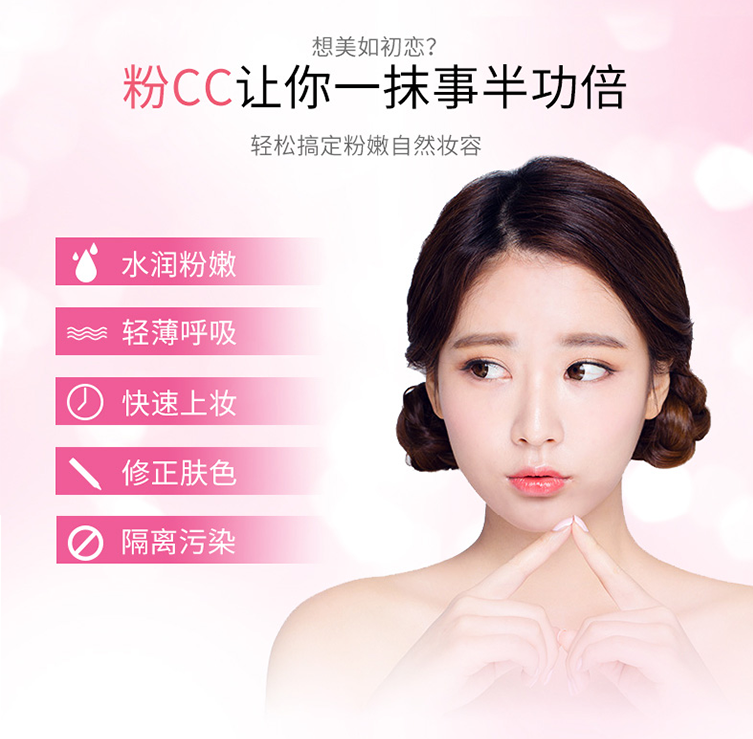 想美如初恋？
粉CC让你一抹事半功倍
轻松搞定粉嫩自然妆容
水润粉嫩
轻薄呼吸
快速上妆
修正肤色
隔离污染